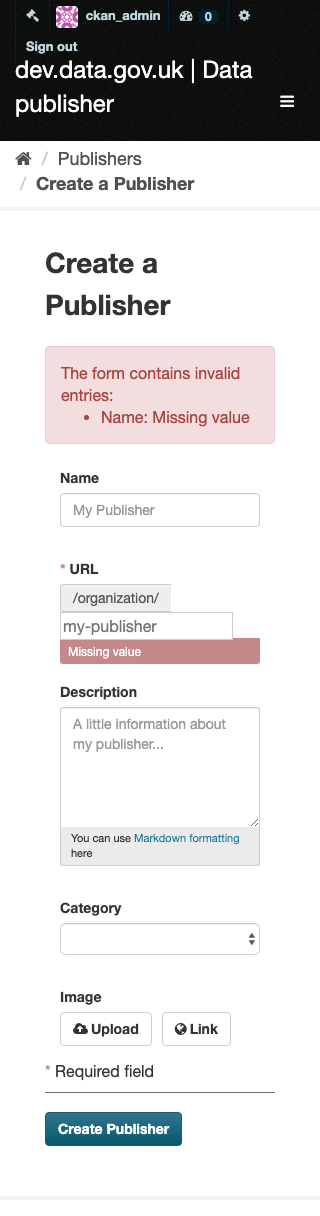 ckan_admin 0
Sign out
dev.data.gov.uk | Data
publisher
/ Publishers
/ Create a Publisher
Create a
Publisher
The form contains invalid
entries:
• Name: Missing value
Name
My Publisher
* URL
/organization/
my-publisher
Missing value
Description
A little information about
my publisher...
You can use Markdown formatting
here
Category
Image
Upload Link
* Required field
Create Publisher